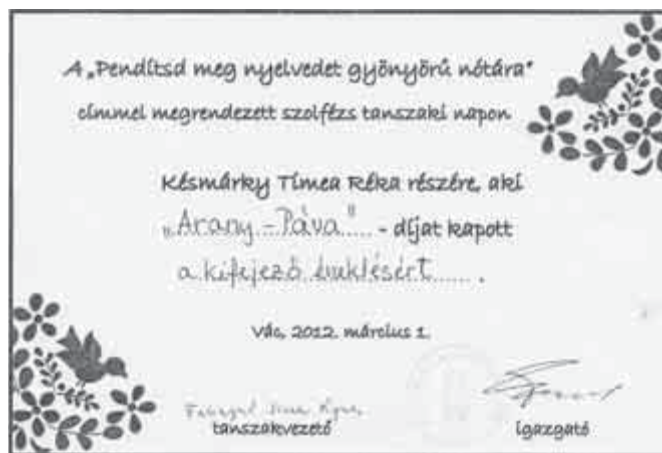 A „Pendítsd meg nyelvedet gyönyörű nótára"
címmel megrendezett szolfézs tanszaki napon
Késmárky Tímea Réka részére, aki
„Arany-Páva" - díjat kapott
a kifejező éneklésért.
Vác, 2012. március 1.
tanszakvezető
igazgató